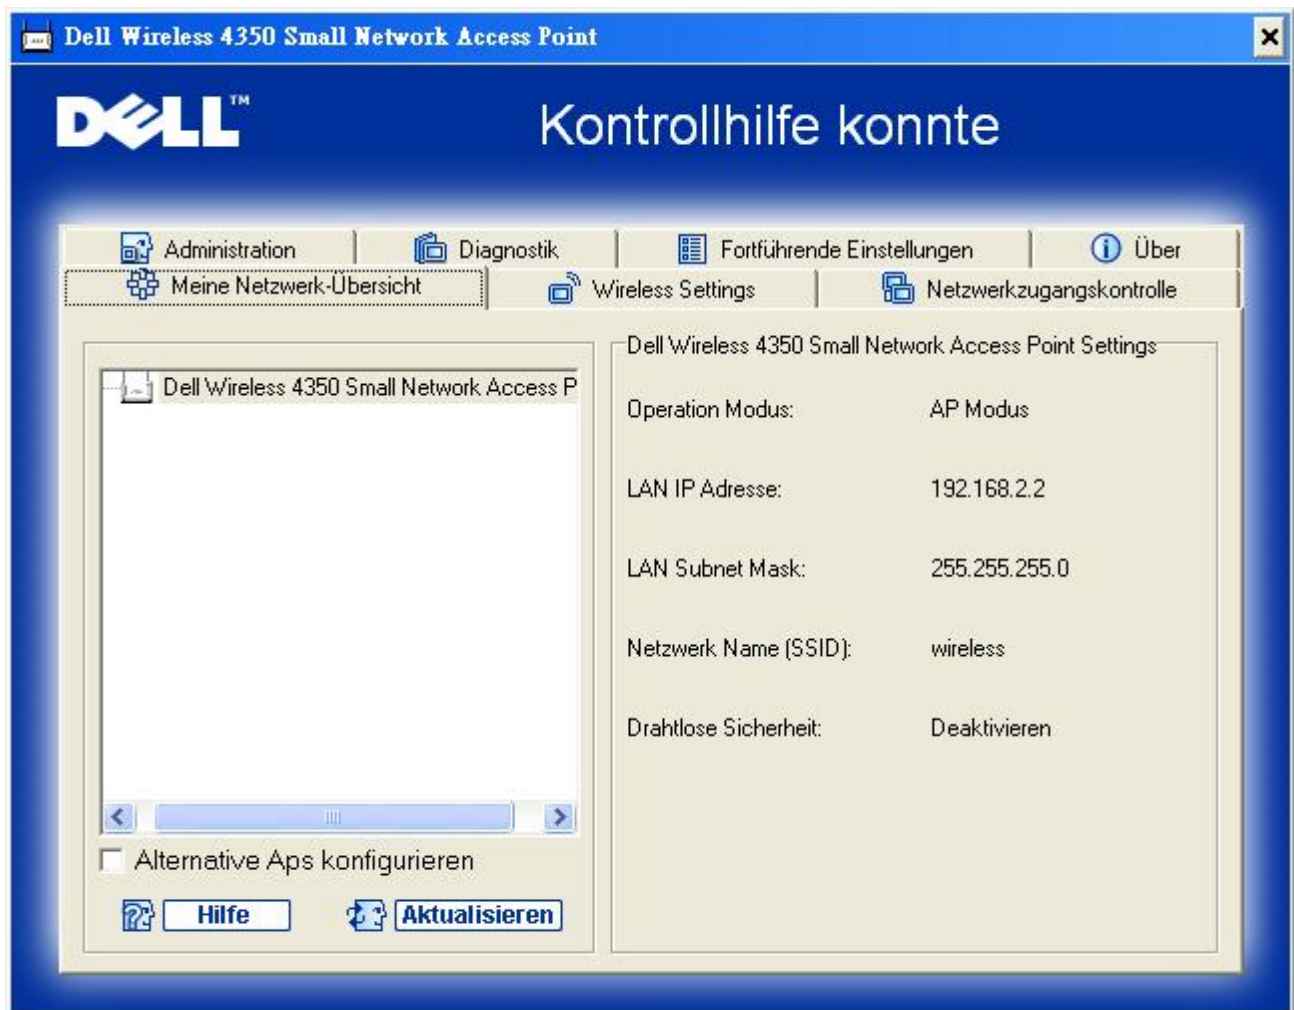 Dell Wireless 4350 Small Network Access Point
DELL™
Kontrollhilfe konnte
Administration
Diagnostik
Fortführende Einstellungen
Über
Meine Netzwerk-Übersicht
Wireless Settings
Netzwerkzugangskontrolle
Dell Wireless 4350 Small Network Access P
Alternative Aps konfigurieren
Hilfe
Aktualisieren
Dell Wireless 4350 Small Network Access Point Settings
Operation Modus: AP Modus
LAN IP Adresse: 192.168.2.2
LAN Subnet Mask: 255.255.255.0
Netzwerk Name (SSID): wireless
Drahtlose Sicherheit: Deaktivieren